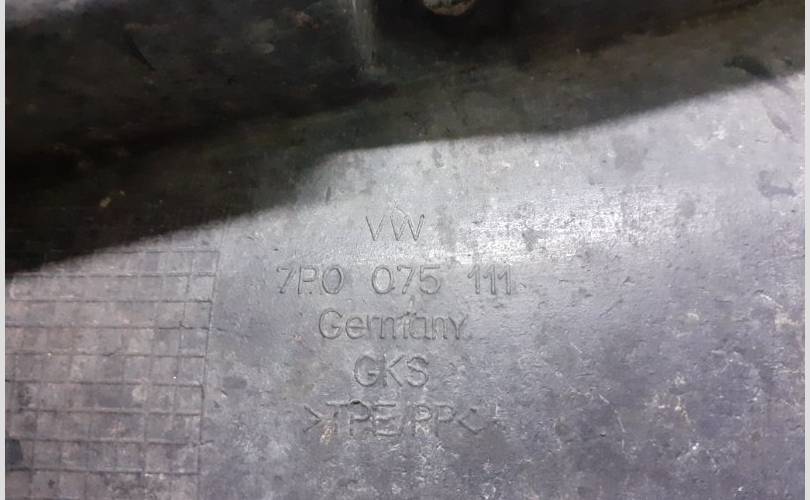 VW
7P0 075 111
Germany
GKS
>TPE/PP<